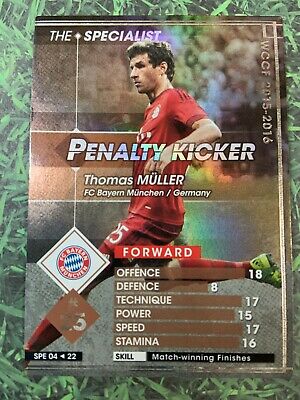 THE SPECIALIST
WCCF 2015-2016
PENALTY KICKER
Thomas MÜLLER
FC Bayern München / Germany
FORWARD
FC BAYERN
MÜNCHEN
OFFENCE 18
DEFENCE 8
TECHNIQUE 17
POWER 15
SPEED 17
STAMINA 16
SPE 04 ◄ 22
SKILL Match-winning Finishes